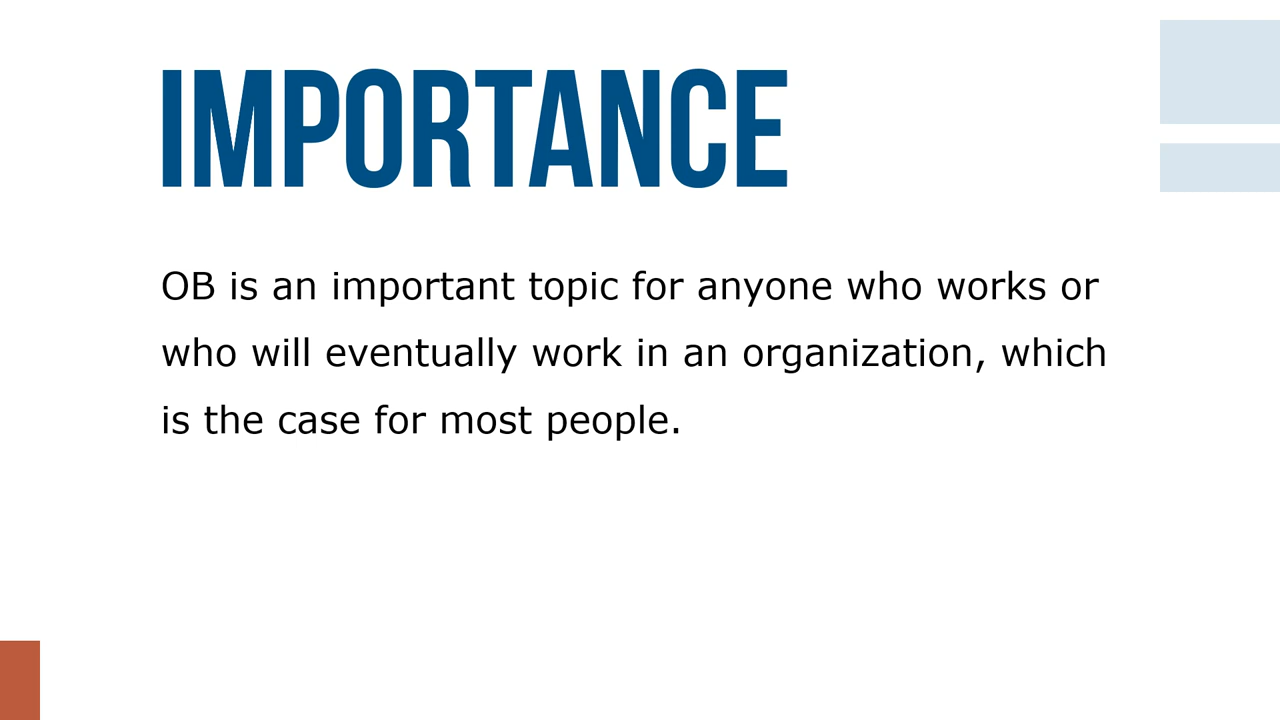 IMPORTANCE
OB is an important topic for anyone who works or
who will eventually work in an organization, which
is the case for most people.